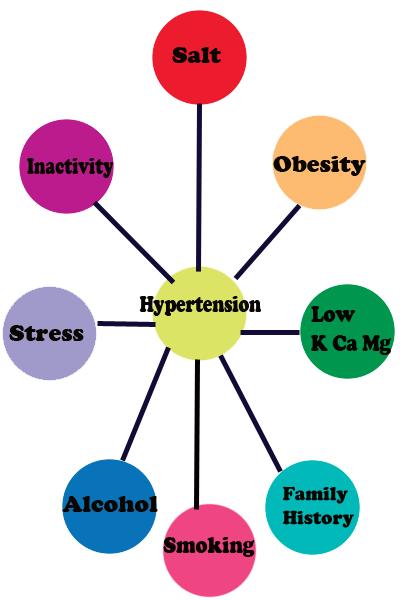 Salt
Inactivity
Obesity
Hypertension
Stress
Low
K Ca Mg
Alcohol
Family
History
Smoking